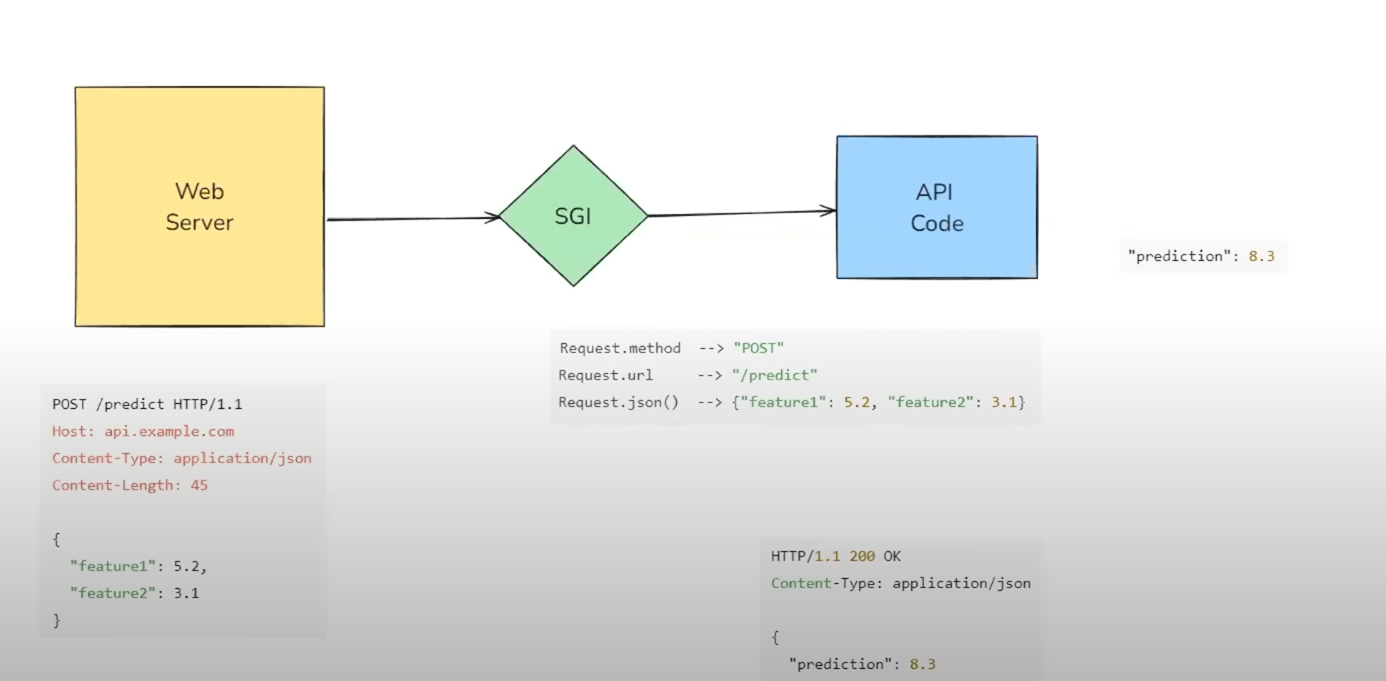 Web
Server
SGI
API
Code
"prediction": 8.3
Request.method --> "POST"
Request.url --> "/predict"
Request.json() --> {"feature1": 5.2, "feature2": 3.1}
POST /predict HTTP/1.1
Host: api.example.com
Content-Type: application/json
Content-Length: 45
{
"feature1": 5.2,
"feature2": 3.1
}
HTTP/1.1 200 OK
Content-Type: application/json
{
"prediction": 8.3